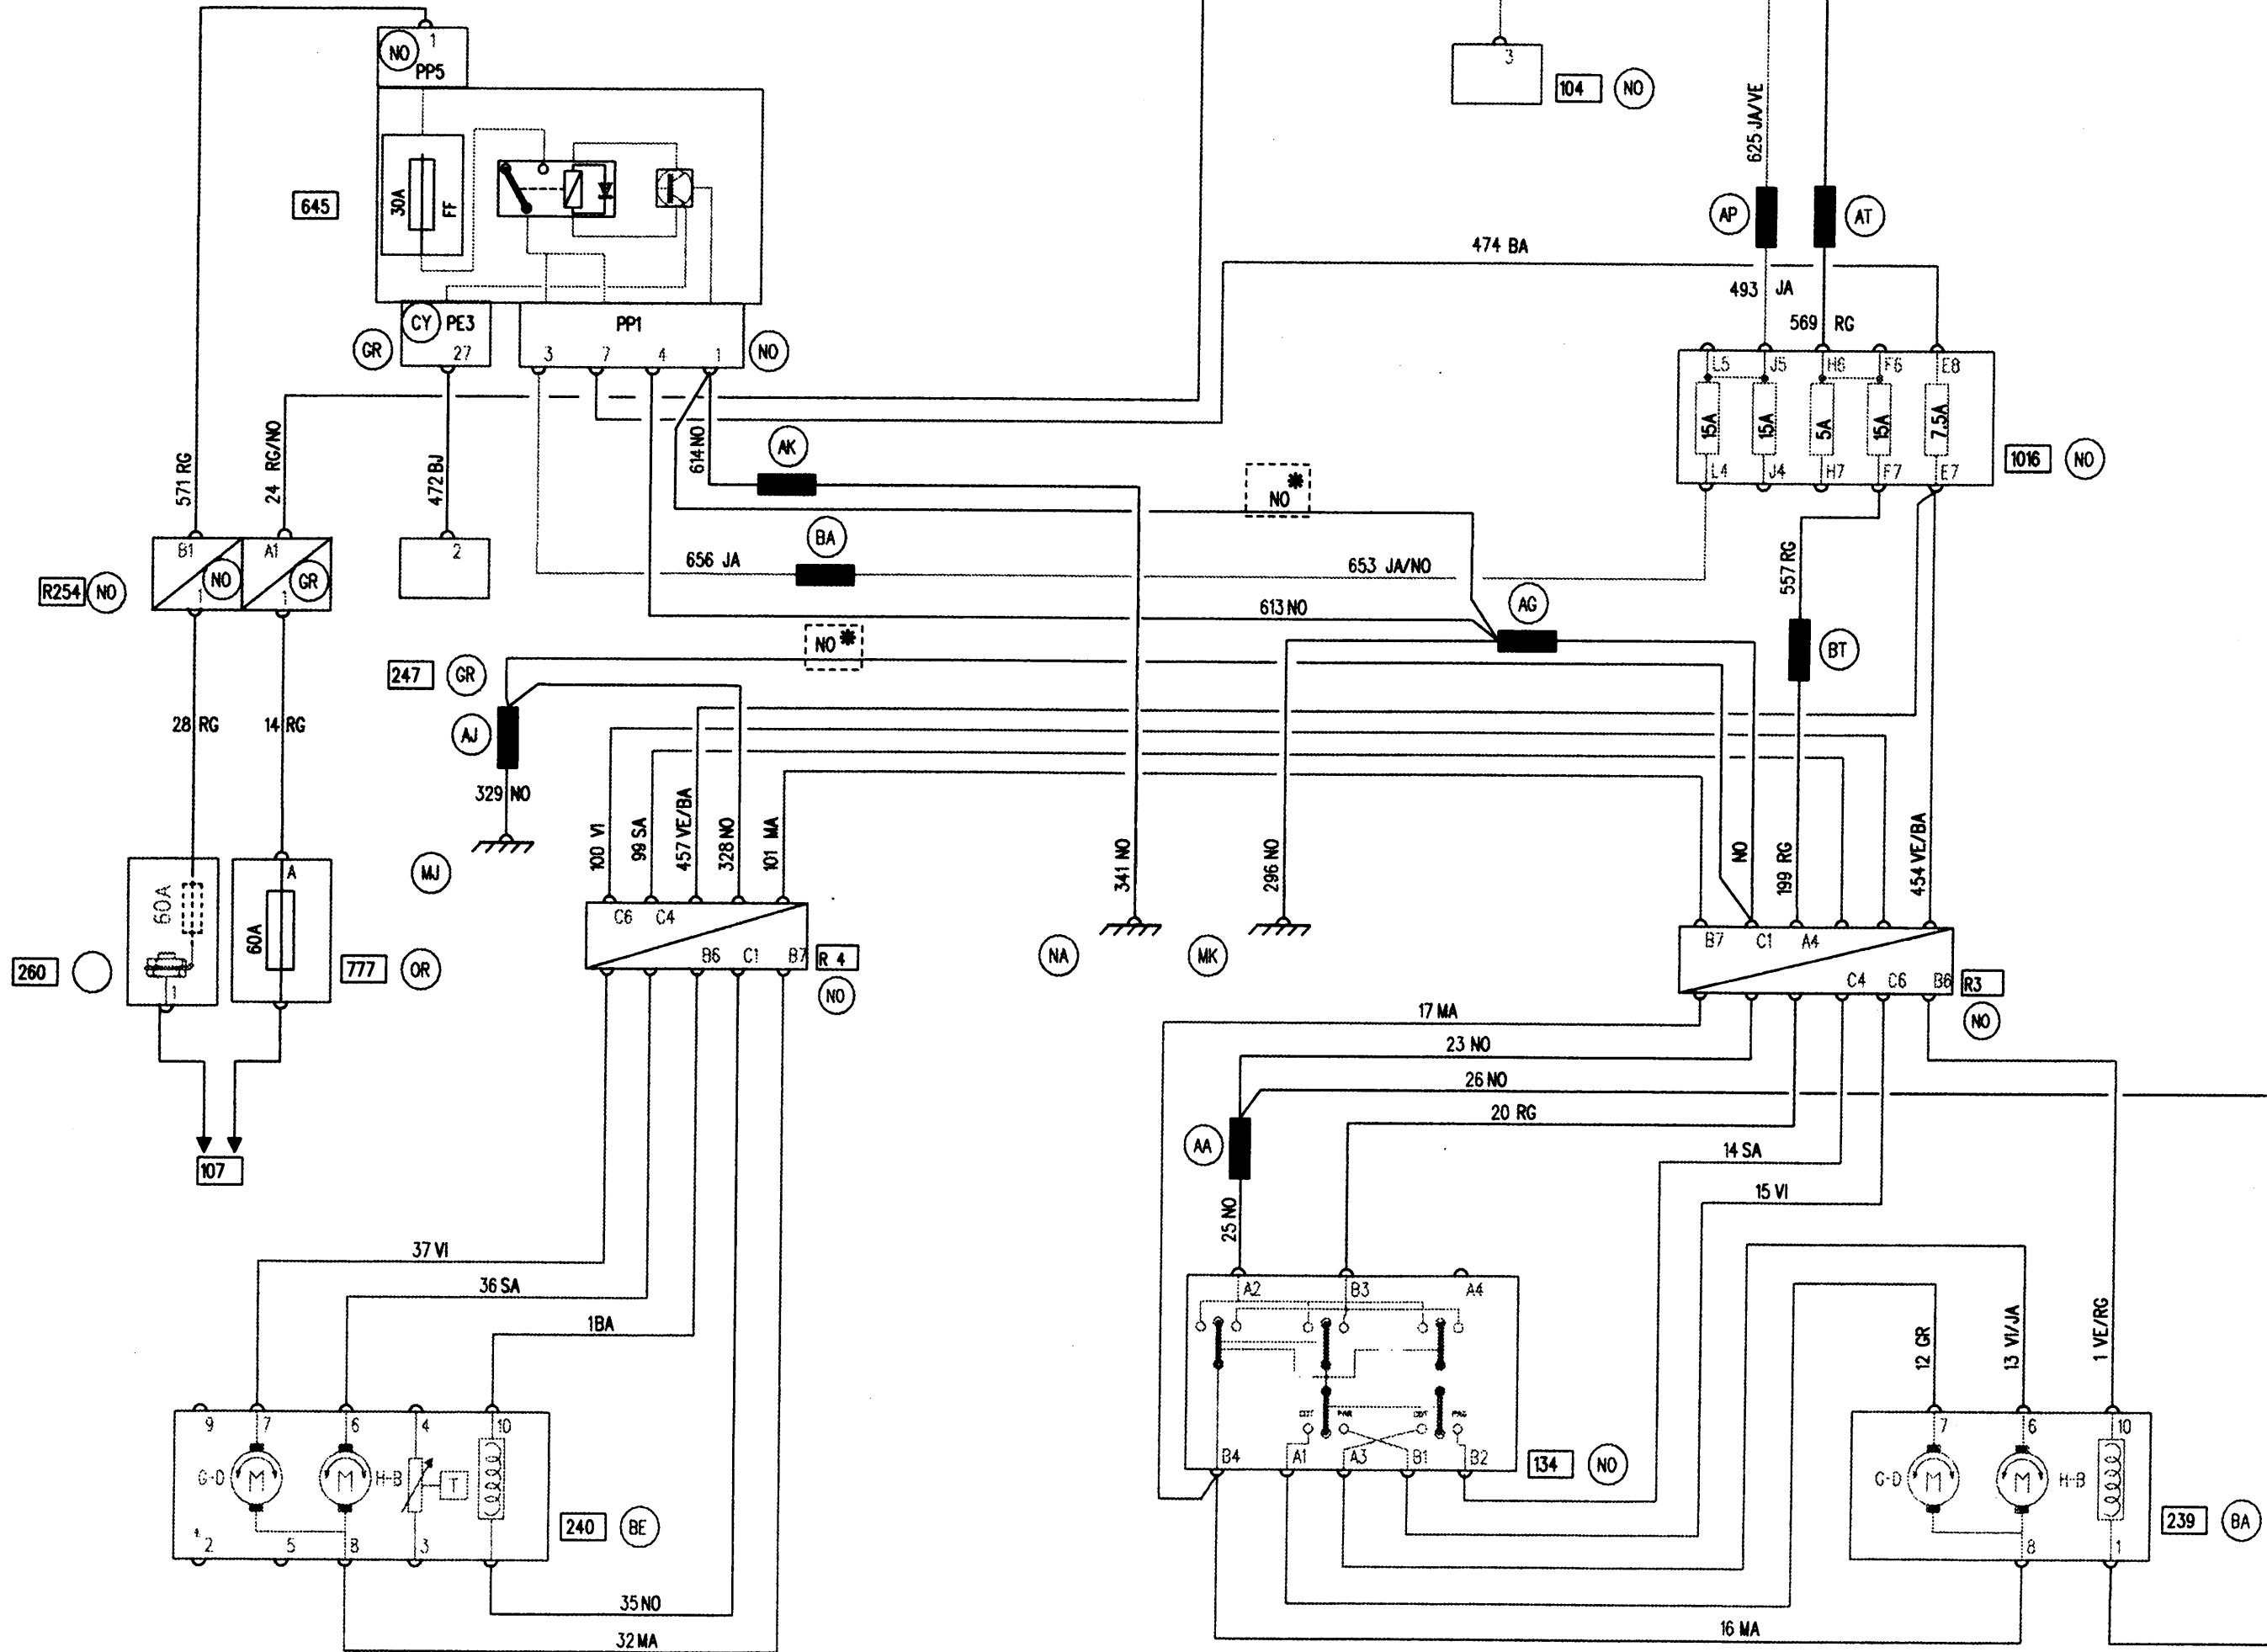 1
NO
PP5
3
104 NO
625 JA/VE
645
30A
FF
AP
AT
474 BA
493 JA
569 RG
CY PE3
PP1
GR
27
3 7 4 1
NO
L5 J5 H6 F6 E8
15A 15A 5A 15A 7.5A
L4 J4 H7 F7 E7
1016 NO
571 RG
24 RG/NO
472 BJ
614 NO
AK
NO *
BA
656 JA
653 JA/NO
557 RG
B1 A1
2
NO GR
1 1
R254 NO
613 NO
AG
NO *
BT
247 GR
28 RG
14 RG
AJ
329 NO
100 VI
99 SA
457 VE/BA
328 NO
101 MA
341 NO
296 NO
NO
199 RG
454 VE/BA
MJ
60A
A
60A
1
260
777 OR
C6 C4
B6 C1 B7
R 4
NO
NA
MK
B7 C1 A4
C4 C6 B6
R3
NO
107
17 MA
23 NO
26 NO
20 RG
AA
14 SA
15 VI
25 NO
37 VI
36 SA
1BA
12 GR
13 VI/JA
1 VE/RG
A2 B3 A4
B4 A1 A3 B1 B2
134 NO
9 7 6 4 10
G-D M M H-B T
2 5 8 3
240 BE
7 6 10
G-D M M H-B
8 1
239 BA
35 NO
32 MA
16 MA